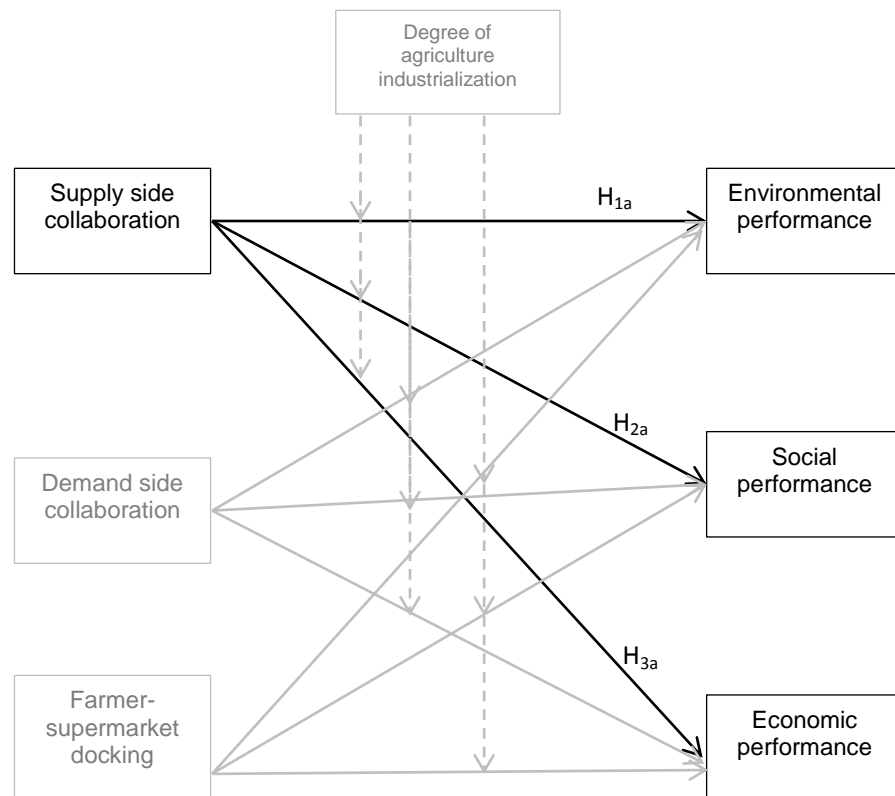 Degree of
agriculture
industrialization
Supply side
collaboration
H1a
Environmental
performance
H2a
Demand side
collaboration
Social
performance
H3a
Farmer-
supermarket
docking
Economic
performance